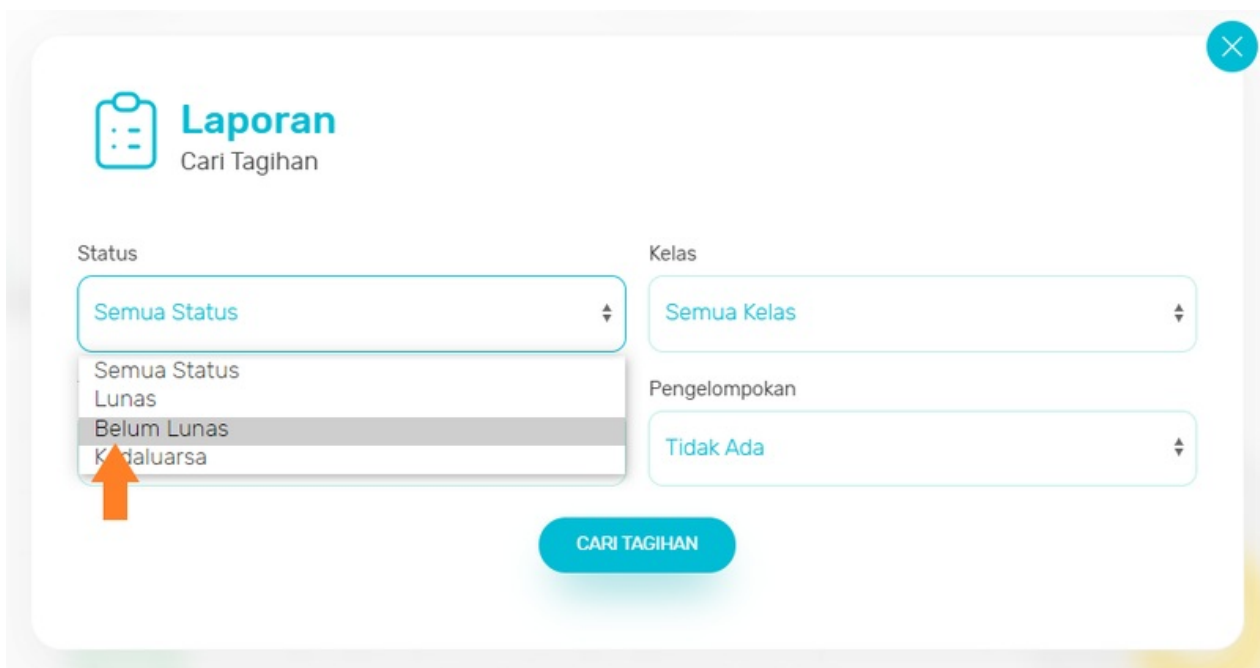 Laporan
Cari Tagihan
Status
Kelas
Semua Status
Semua Kelas
Semua Status
Lunas
Belum Lunas
Pengelompokan
Tidak Ada
CARI TAGIHAN